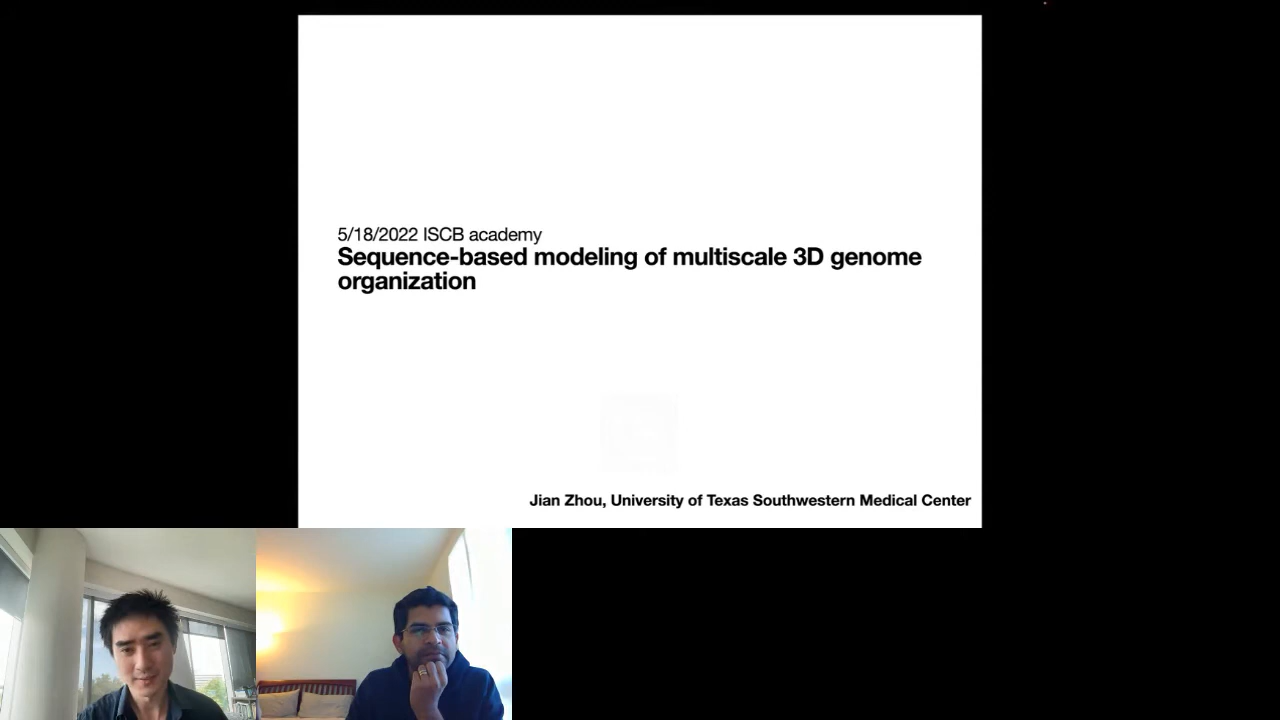 5/18/2022 ISCB academy
Sequence-based modeling of multiscale 3D genome
organization
Jian Zhou, University of Texas Southwestern Medical Center